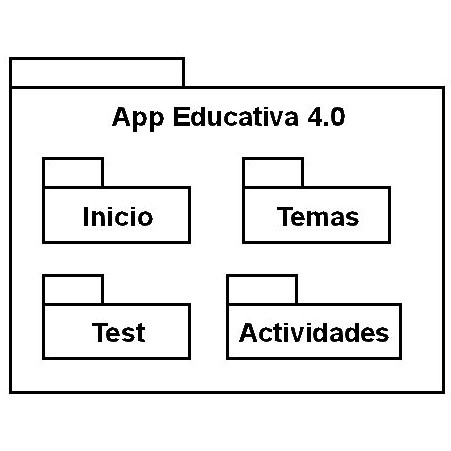 App Educativa 4.0
Inicio
Temas
Test
Actividades